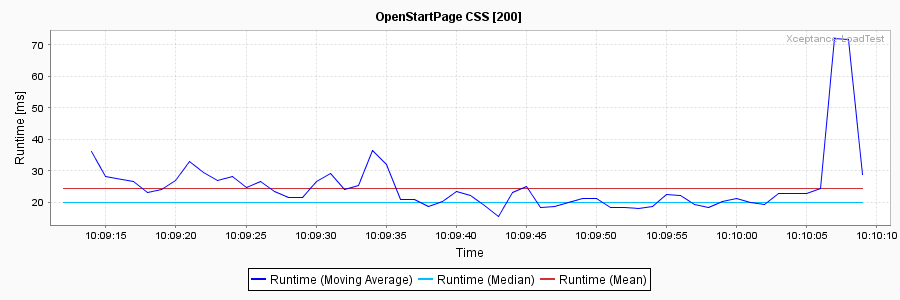 OpenStartPage CSS [200]
Xceptance LoadTest
Runtime [ms]
70
60
50
40
30
20
10:09:15 10:09:20 10:09:25 10:09:30 10:09:35 10:09:40 10:09:45 10:09:50 10:09:55 10:10:00 10:10:05 10:10:10
Time
Runtime (Moving Average) Runtime (Median) Runtime (Mean)